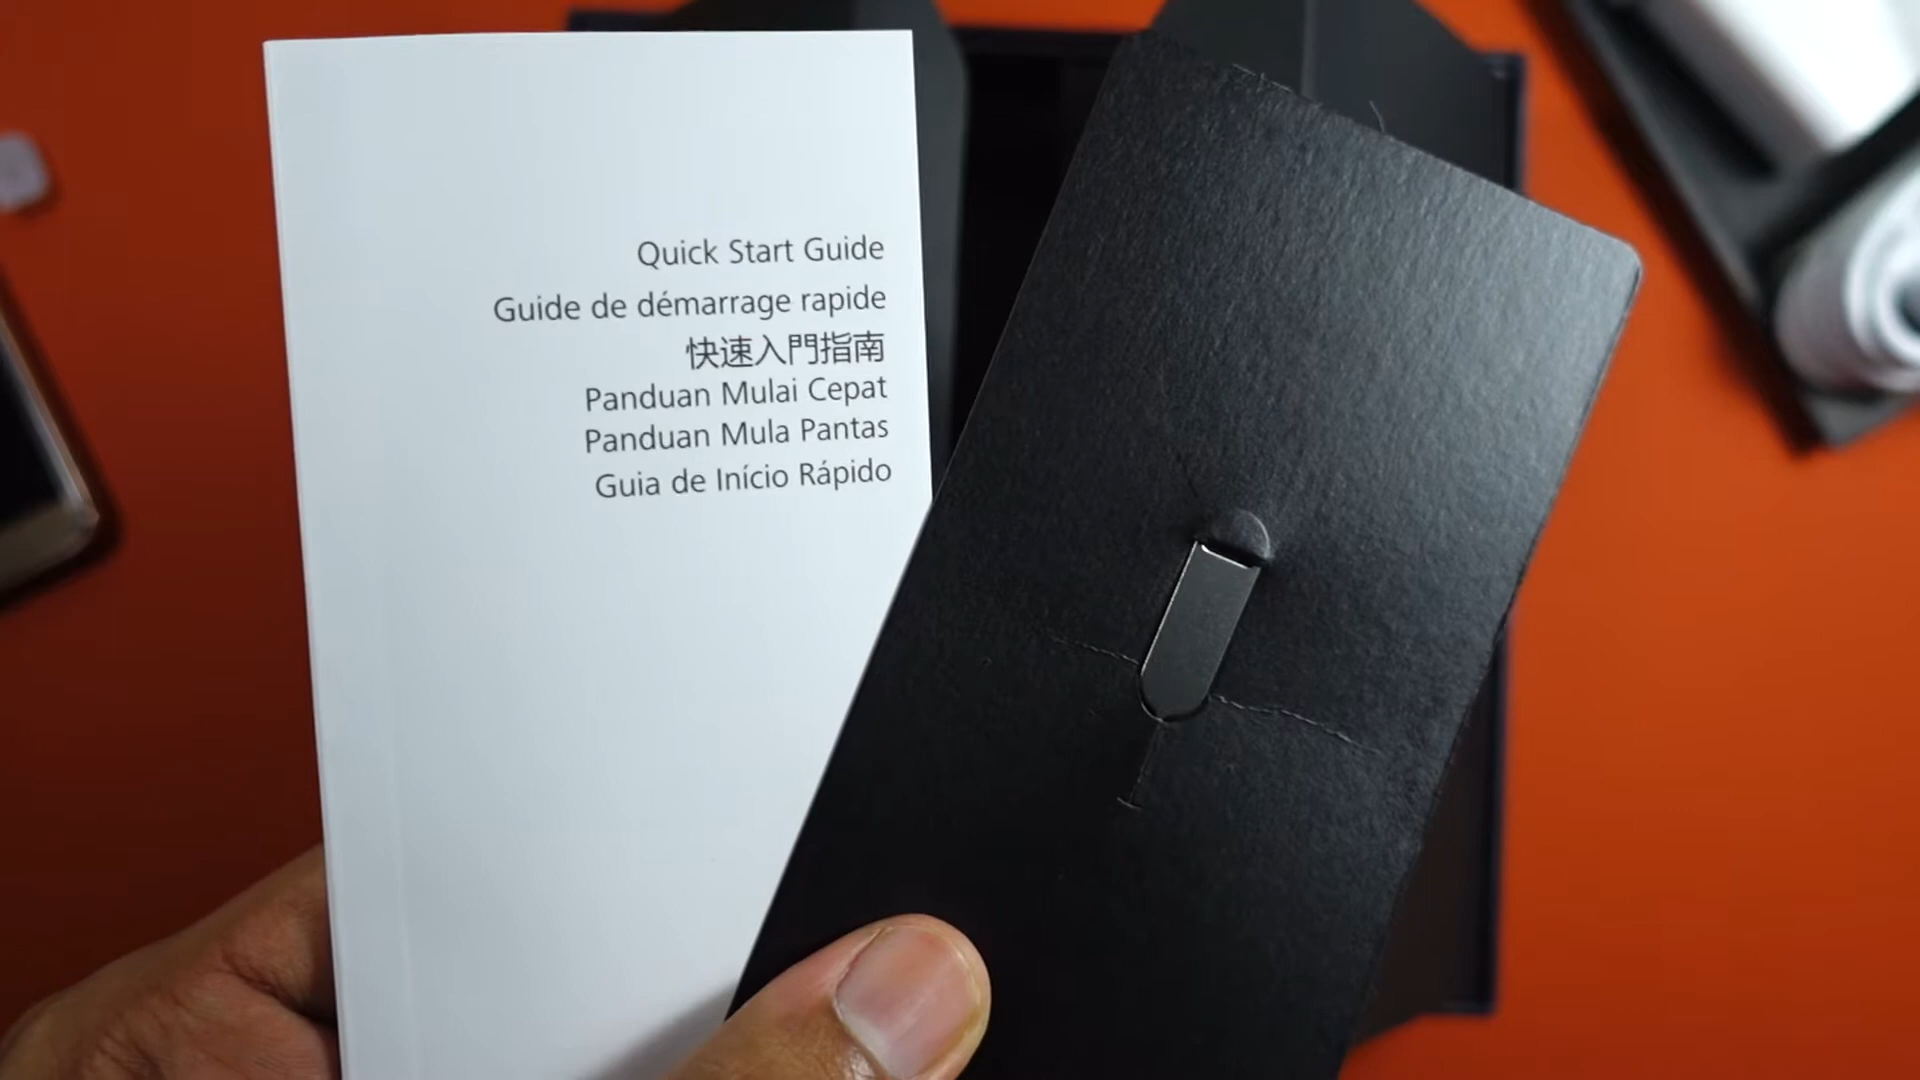 Quick Start Guide
Guide de démarrage rapide
快速入門指南
Panduan Mulai Cepat
Panduan Mula Pantas
Guia de Início Rápido